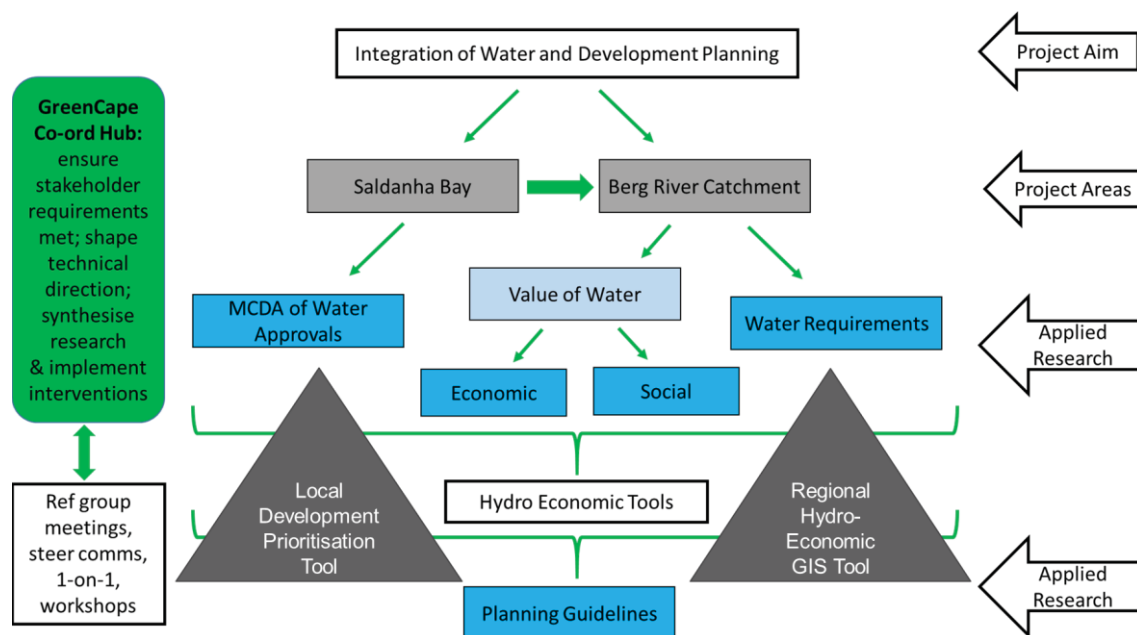 Integration of Water and Development Planning
Project Aim
GreenCape
Co-ord Hub:
ensure
stakeholder
requirements
met; shape
technical
direction;
synthesise
research
& implement
interventions
Saldanha Bay
Berg River Catchment
Project Areas
MCDA of Water
Approvals
Value of Water
Water Requirements
Applied
Research
Economic
Social
Ref group
meetings,
steer comms,
1-on-1,
workshops
Local
Development
Prioritisation
Tool
Hydro Economic Tools
Regional
Hydro-
Economic
GIS Tool
Planning Guidelines
Applied
Research